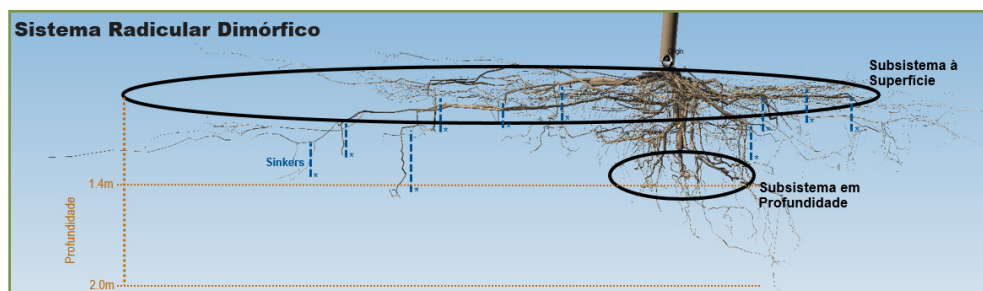 Sistema Radicular Dimórfico
Origin
Subsistema à
Superfície
Sinkers
1.4m
Subsistema em
Profundidade
Profundidade
2.0m